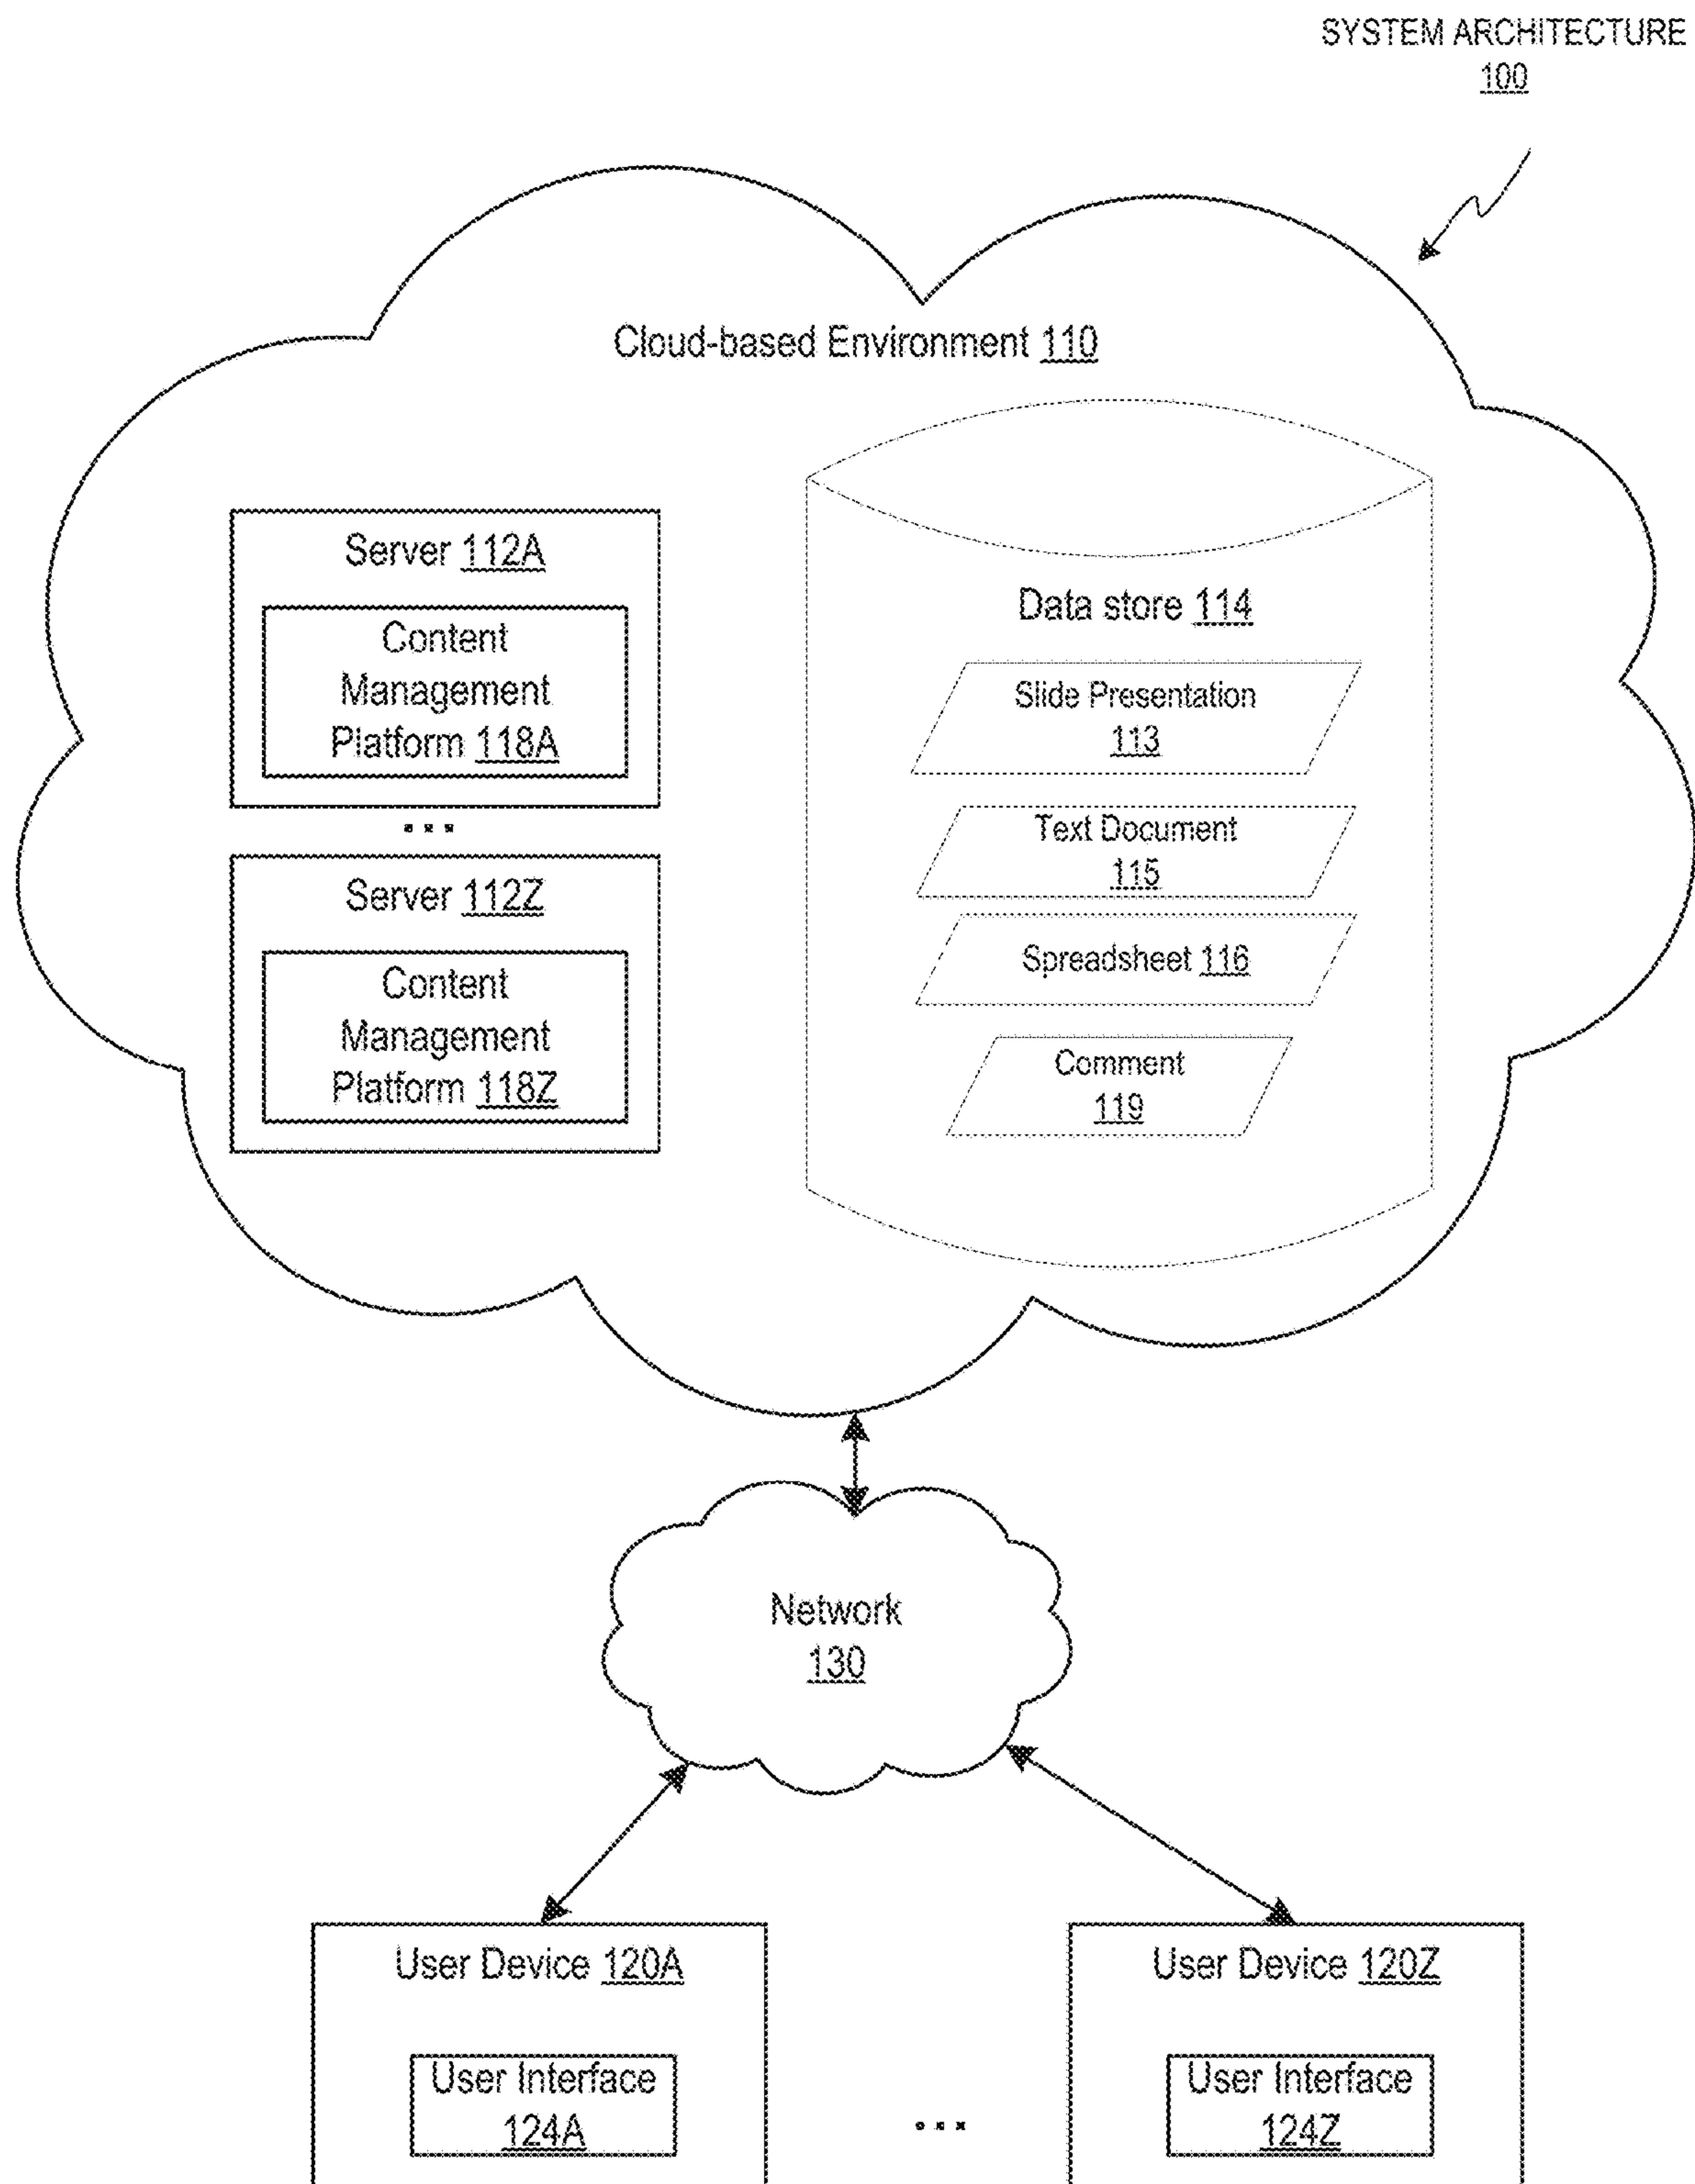 SYSTEM ARCHITECTURE
100
Cloud-based Environment 110
Server 112A
Content
Management
Platform 118A
...
Server 112Z
Content
Management
Platform 118Z
Data store 114
Slide Presentation
113
Text Document
115
Spreadsheet 116
Comment
119
Network
130
User Device 120A
User Interface
124A
...
User Device 120Z
User Interface
124Z